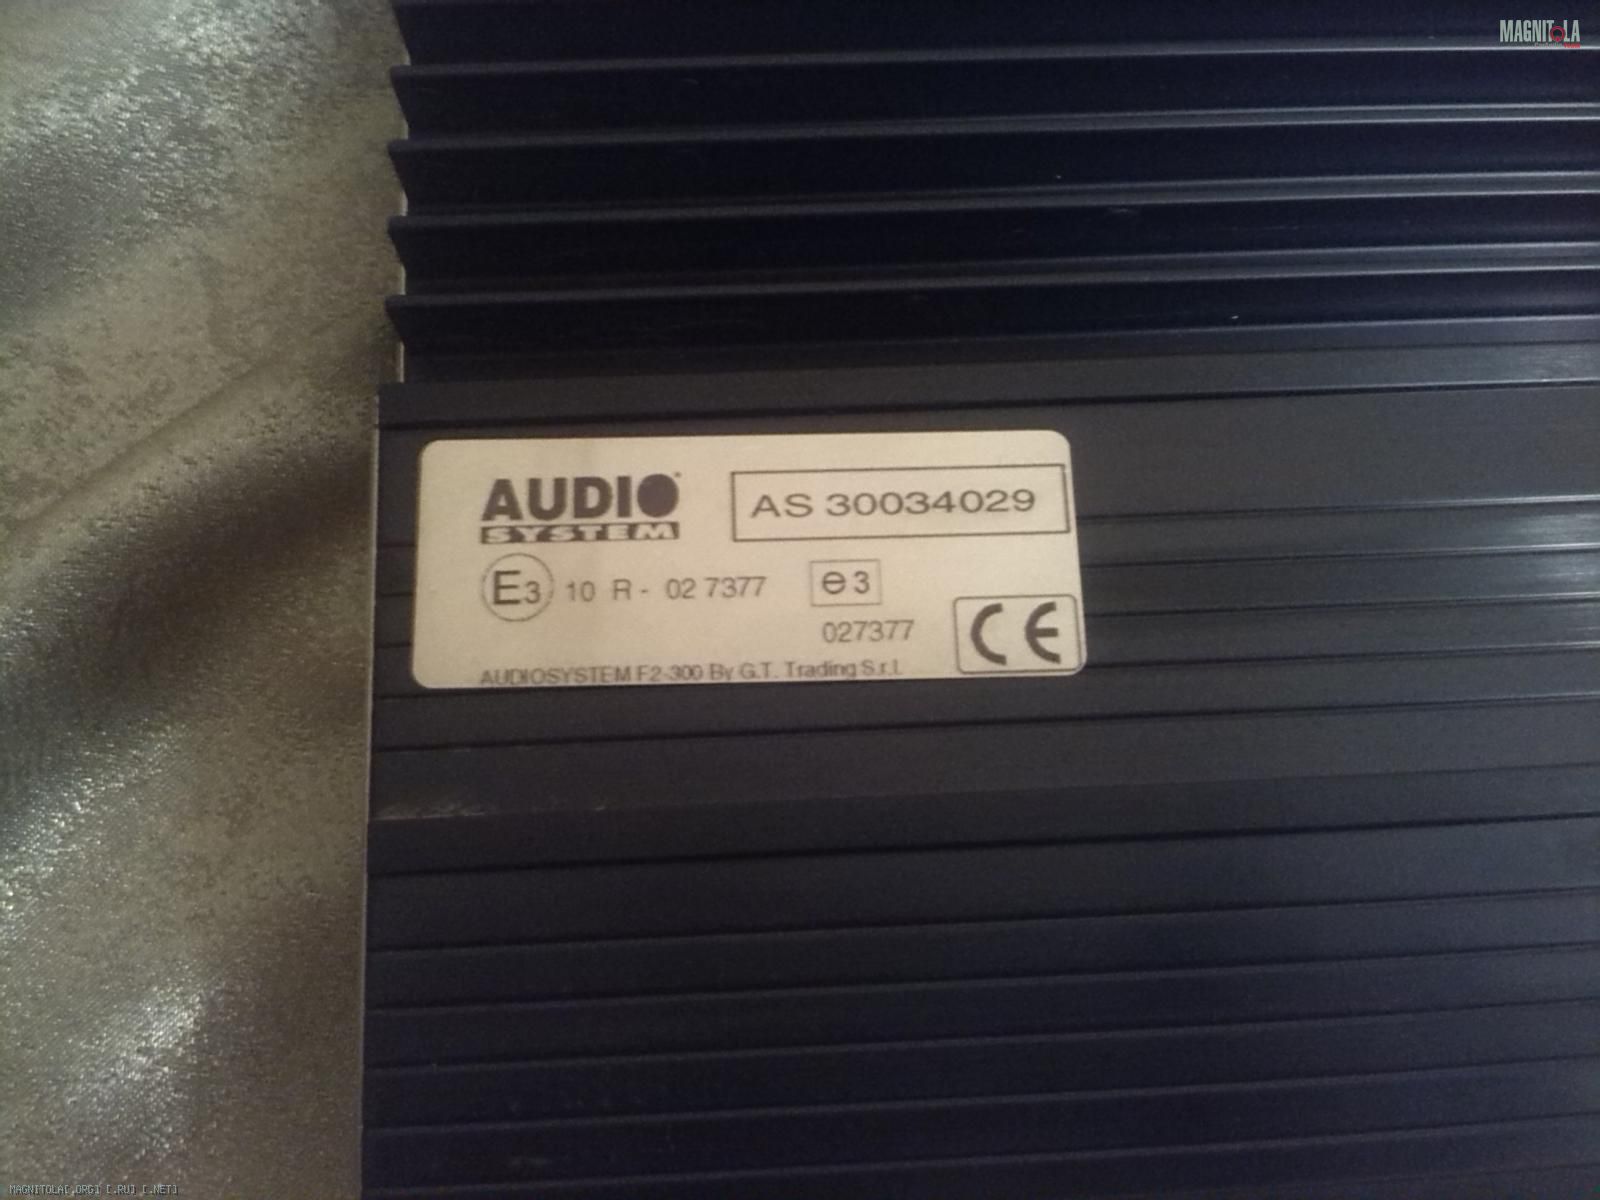 MAGNITOLA
AUDIO
SYSTEM
AS 30034029
E3 10 R - 02 7377
e3
027377
CE
AUDIOSYSTEM F2-300 By G.T. Trading S.r.l.
MAGNITOLA[.ORG] [.RU] [.NET]